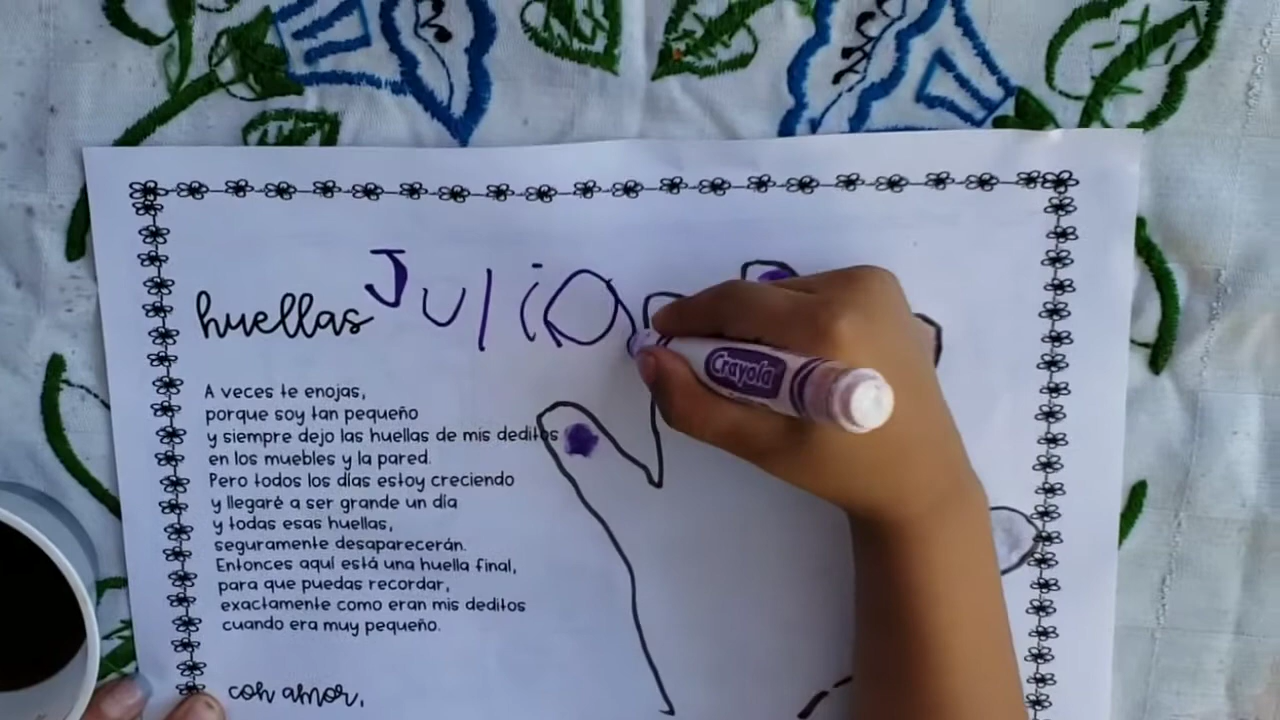 huellas Julia
Crayola
A veces te enojas,
porque soy tan pequeño
y siempre dejo las huellas de mis deditos
en los muebles y la pared.
Pero todos los días estoy creciendo
y llegaré a ser grande un día
y todas esas huellas,
seguramente desaparecerán.
Entonces aquí está una huella final,
para que puedas recordar,
exactamente como eran mis deditos
cuando era muy pequeño.
con amor,